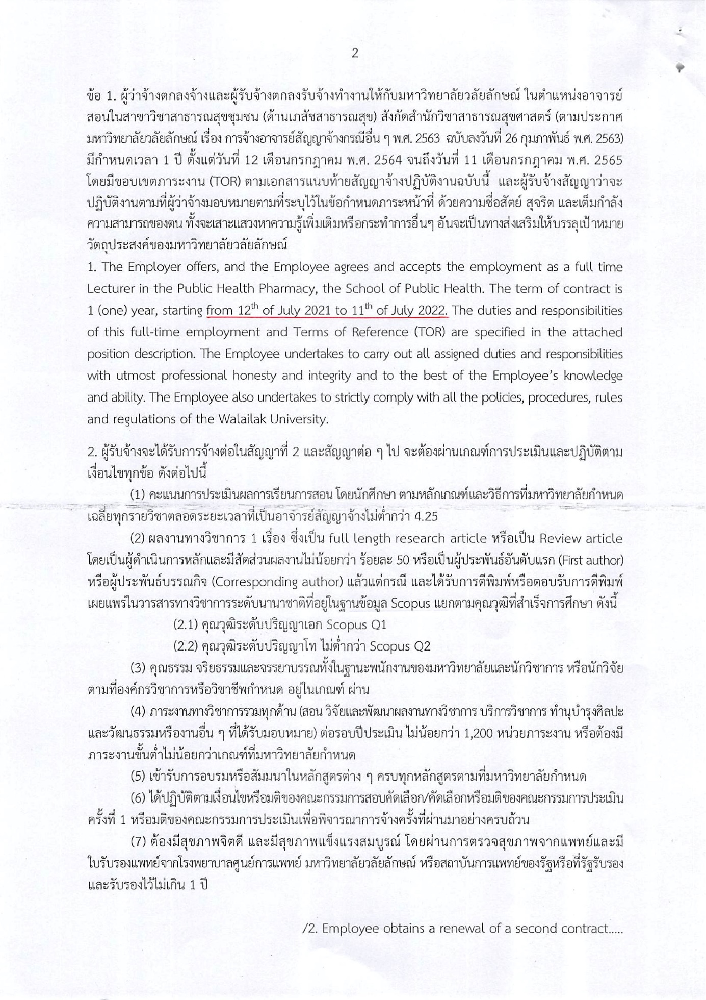 2
ข้อ 1. ผู้ว่าจ้างตกลงจ้างและผู้รับจ้างตกลงรับจ้างทำงานให้กับมหาวิทยาลัยวลัยลักษณ์ ในตำแหน่งอาจารย์
สอนในสาขาวิชาสาธารณสุขชุมชน (ด้านเภสัชสาธารณสุข) สังกัดสำนักวิชาสาธารณสุขศาสตร์ (ตามประกาศ
มหาวิทยาลัยวลัยลักษณ์ เรื่อง การจ้างอาจารย์สัญญาจ้างกรณีอื่น ๆ พ.ศ. 2563 ฉบับลงวันที่ 26 กุมภาพันธ์ พ.ศ. 2563)
มีกำหนดเวลา 1 ปี ตั้งแต่วันที่ 12 เดือนกรกฎาคม พ.ศ. 2564 จนถึงวันที่ 11 เดือนกรกฎาคม พ.ศ. 2565
โดยมีขอบเขตภาระงาน (TOR) ตามเอกสารแนบท้ายสัญญาจ้างปฏิบัติงานฉบับนี้ และผู้รับจ้างสัญญาว่าจะ
ปฏิบัติงานตามที่ผู้ว่าจ้างมอบหมายตามที่ระบุไว้ในข้อกำหนดภาระหน้าที่ ด้วยความซื่อสัตย์ สุจริต และเต็มกำลัง
ความสามารถของตน ทั้งจะเสาะแสวงหาความรู้เพิ่มเติมหรือกระทำการอื่นๆ อันจะเป็นทางส่งเสริมให้บรรลุเป้าหมาย
วัตถุประสงค์ของมหาวิทยาลัยวลัยลักษณ์
1. The Employer offers, and the Employee agrees and accepts the employment as a full time
Lecturer in the Public Health Pharmacy, the School of Public Health. The term of contract is
1 (one) year, starting from 12th of July 2021 to 11th of July 2022. The duties and responsibilities
of this full-time employment and Terms of Reference (TOR) are specified in the attached
position description. The Employee undertakes to carry out all assigned duties and responsibilities
with utmost professional honesty and integrity and to the best of the Employee's knowledge
and ability. The Employee also undertakes to strictly comply with all the policies, procedures, rules
and regulations of the Walailak University.
2. ผู้รับจ้างจะได้รับการจ้างต่อในสัญญาที่ 2 และสัญญาต่อ ๆ ไป จะต้องผ่านเกณฑ์การประเมินและปฏิบัติตาม
เงื่อนไขทุกข้อ ดังต่อไปนี้
(1) คะแนนการประเมินผลการเรียนการสอน โดยนักศึกษา ตามหลักเกณฑ์และวิธีการที่มหาวิทยาลัยกำหนด
เฉลี่ยทุกรายวิชาตลอดระยะเวลาที่เป็นอาจารย์สัญญาจ้างไม่ต่ำกว่า 4.25
(2) ผลงานทางวิชาการ 1 เรื่อง ซึ่งเป็น full length research article หรือเป็น Review article
โดยเป็นผู้ดำเนินการหลักและมีสัดส่วนผลงานไม่น้อยกว่า ร้อยละ 50 หรือเป็นผู้ประพันธ์อันดับแรก (First author)
หรือผู้ประพันธ์บรรณกิจ (Corresponding author) แล้วแต่กรณี และได้รับการตีพิมพ์หรือตอบรับการตีพิมพ์
เผยแพร่ในวารสารทางวิชาการระดับนานาชาติที่อยู่ในฐานข้อมูล Scopus แยกตามคุณวุฒิที่สำเร็จการศึกษา ดังนี้
(2.1) คุณวุฒิระดับปริญญาเอก Scopus Q1
(2.2) คุณวุฒิระดับปริญญาโท ไม่ต่ำกว่า Scopus Q2
(3) คุณธรรม จริยธรรมและจรรยาบรรณทั้งในฐานะพนักงานของมหาวิทยาลัยและนักวิชาการ หรือนักวิจัย
ตามที่องค์กรวิชาการหรือวิชาชีพกำหนด อยู่ในเกณฑ์ ผ่าน
(4) ภาระงานทางวิชาการรวมทุกด้าน (สอน วิจัยและพัฒนาผลงานทางวิชาการ บริการวิชาการ ทำนุบำรุงศิลปะ
และวัฒนธรรมหรืองานอื่น ๆ ที่ได้รับมอบหมาย) ต่อรอบปีประเมิน ไม่น้อยกว่า 1,200 หน่วยภาระงาน หรือต้องมี
ภาระงานขั้นต่ำไม่น้อยกว่าเกณฑ์ที่มหาวิทยาลัยกำหนด
(5) เข้ารับการอบรมหรือสัมมนาในหลักสูตรต่าง ๆ ครบทุกหลักสูตรตามที่มหาวิทยาลัยกำหนด
(6) ได้ปฏิบัติตามเงื่อนไขหรือมติของคณะกรรมการสอบคัดเลือก/คัดเลือกหรือมติของคณะกรรมการประเมิน
ครั้งที่ 1 หรือมติของคณะกรรมการประเมินเพื่อพิจารณาการจ้างครั้งที่ผ่านมาอย่างครบถ้วน
(7) ต้องมีสุขภาพจิตดี และมีสุขภาพแข็งแรงสมบูรณ์ โดยผ่านการตรวจสุขภาพจากแพทย์และมี
ใบรับรองแพทย์จากโรงพยาบาลศูนย์การแพทย์ มหาวิทยาลัยวลัยลักษณ์ หรือสถาบันการแพทย์ของรัฐหรือที่รัฐรับรอง
และรับรองไว้ไม่เกิน 1 ปี
/2. Employee obtains a renewal of a second contract.....